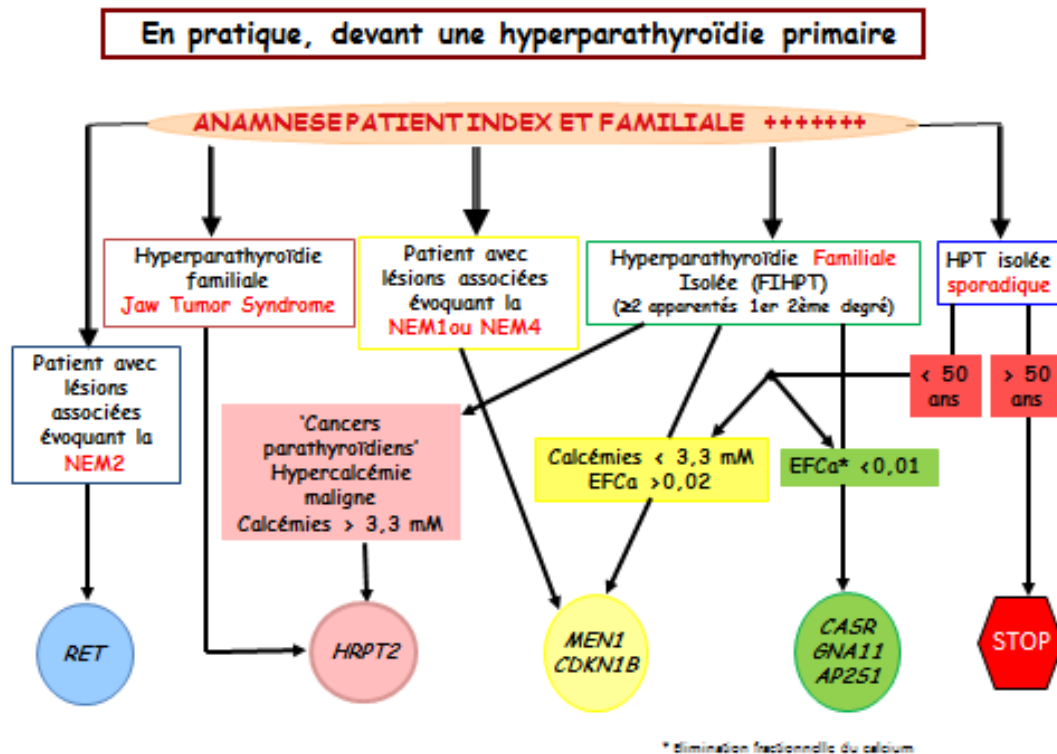 En pratique, devant une hyperparathyroïdie primaire
ANAMNESE PATIENT INDEX ET FAMILIALE +++++++
Hyperparathyroïdie
familiale
Jaw Tumor Syndrome
Patient avec
lésions associées
évoquant la
NEM1ou NEM4
Hyperparathyroïdie Familiale
Isolée (FIHPT)
(≥2 apparentés 1er 2ème degré)
HPT isolée
sporadique
Patient avec
lésions
associées
évoquant la
NEM2
< 50
ans
> 50
ans
"Cancers
parathyroïdiens"
Hypercalcémie
maligne
Calcémies > 3,3 mM
Calcémies < 3,3 mM
EFCa >0,02
EFCa* <0,01
RET
HRPT2
MEN1
CDKN1B
CASR
GNA11
AP2S1
STOP
* Elimination fractionnelle du calcium